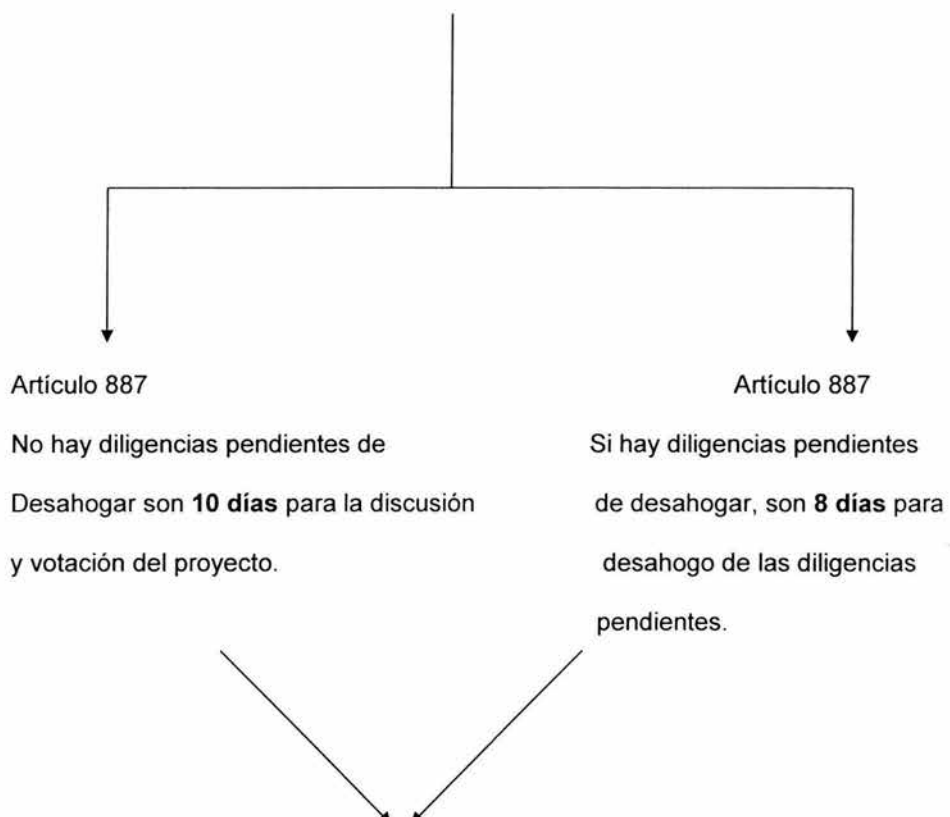 Artículo 887
No hay diligencias pendientes de
Desahogar son 10 días para la discusión
y votación del proyecto.
Artículo 887
Si hay diligencias pendientes
de desahogar, son 8 días para
desahogo de las diligencias
pendientes.